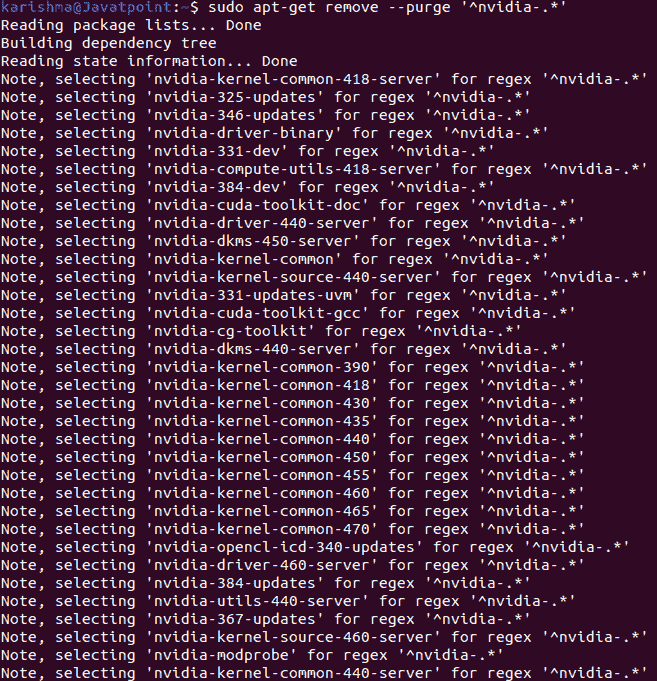 karishma@Javatpoint:~$ sudo apt-get remove --purge '^nvidia-.*'
Reading package lists... Done
Building dependency tree
Reading state information... Done
Note, selecting 'nvidia-kernel-common-418-server' for regex '^nvidia-.*'
Note, selecting 'nvidia-325-updates' for regex '^nvidia-.*'
Note, selecting 'nvidia-346-updates' for regex '^nvidia-.*'
Note, selecting 'nvidia-driver-binary' for regex '^nvidia-.*'
Note, selecting 'nvidia-331-dev' for regex '^nvidia-.*'
Note, selecting 'nvidia-compute-utils-418-server' for regex '^nvidia-.*'
Note, selecting 'nvidia-384-dev' for regex '^nvidia-.*'
Note, selecting 'nvidia-cuda-toolkit-doc' for regex '^nvidia-.*'
Note, selecting 'nvidia-driver-440-server' for regex '^nvidia-.*'
Note, selecting 'nvidia-dkms-450-server' for regex '^nvidia-.*'
Note, selecting 'nvidia-kernel-common' for regex '^nvidia-.*'
Note, selecting 'nvidia-kernel-source-440-server' for regex '^nvidia-.*'
Note, selecting 'nvidia-331-updates-uvm' for regex '^nvidia-.*'
Note, selecting 'nvidia-cuda-toolkit-gcc' for regex '^nvidia-.*'
Note, selecting 'nvidia-cg-toolkit' for regex '^nvidia-.*'
Note, selecting 'nvidia-dkms-440-server' for regex '^nvidia-.*'
Note, selecting 'nvidia-kernel-common-390' for regex '^nvidia-.*'
Note, selecting 'nvidia-kernel-common-418' for regex '^nvidia-.*'
Note, selecting 'nvidia-kernel-common-430' for regex '^nvidia-.*'
Note, selecting 'nvidia-kernel-common-435' for regex '^nvidia-.*'
Note, selecting 'nvidia-kernel-common-440' for regex '^nvidia-.*'
Note, selecting 'nvidia-kernel-common-450' for regex '^nvidia-.*'
Note, selecting 'nvidia-kernel-common-455' for regex '^nvidia-.*'
Note, selecting 'nvidia-kernel-common-460' for regex '^nvidia-.*'
Note, selecting 'nvidia-kernel-common-465' for regex '^nvidia-.*'
Note, selecting 'nvidia-kernel-common-470' for regex '^nvidia-.*'
Note, selecting 'nvidia-opencl-icd-340-updates' for regex '^nvidia-.*'
Note, selecting 'nvidia-driver-460-server' for regex '^nvidia-.*'
Note, selecting 'nvidia-384-updates' for regex '^nvidia-.*'
Note, selecting 'nvidia-utils-440-server' for regex '^nvidia-.*'
Note, selecting 'nvidia-367-updates' for regex '^nvidia-.*'
Note, selecting 'nvidia-kernel-source-460-server' for regex '^nvidia-.*'
Note, selecting 'nvidia-modprobe' for regex '^nvidia-.*'
Note, selecting 'nvidia-kernel-common-440-server' for regex '^nvidia-.*'